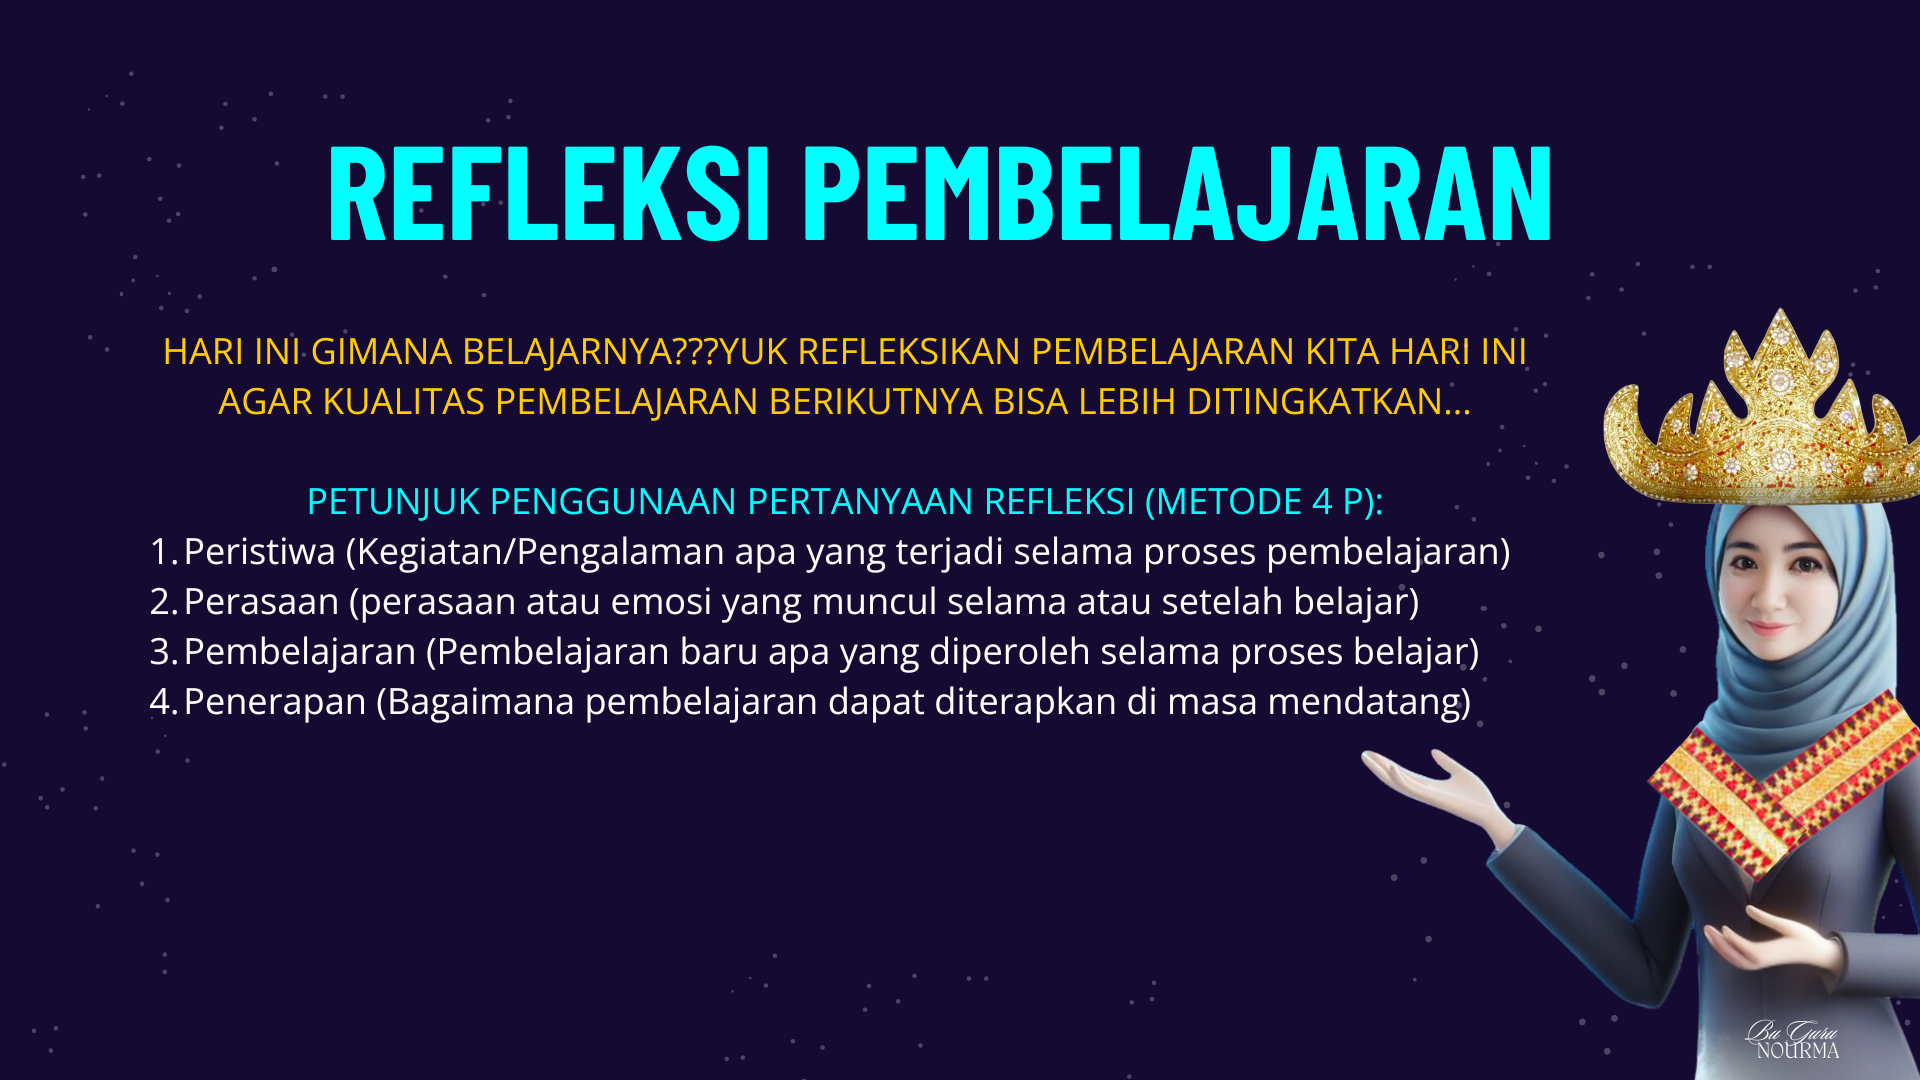 REFLEKSI PEMBELAJARAN
HARI INI GIMANA BELAJARNYA???YUK REFLEKSIKAN PEMBELAJARAN KITA HARI INI
AGAR KUALITAS PEMBELAJARAN BERIKUTNYA BISA LEBIH DITINGKATKAN...
PETUNJUK PENGGUNAAN PERTANYAAN REFLEKSI (METODE 4 P):
1. Peristiwa (Kegiatan/Pengalaman apa yang terjadi selama proses pembelajaran)
2. Perasaan (perasaan atau emosi yang muncul selama atau setelah belajar)
3. Pembelajaran (Pembelajaran baru apa yang diperoleh selama proses belajar)
4. Penerapan (Bagaimana pembelajaran dapat diterapkan di masa mendatang)
Bu Guru
NOURMA